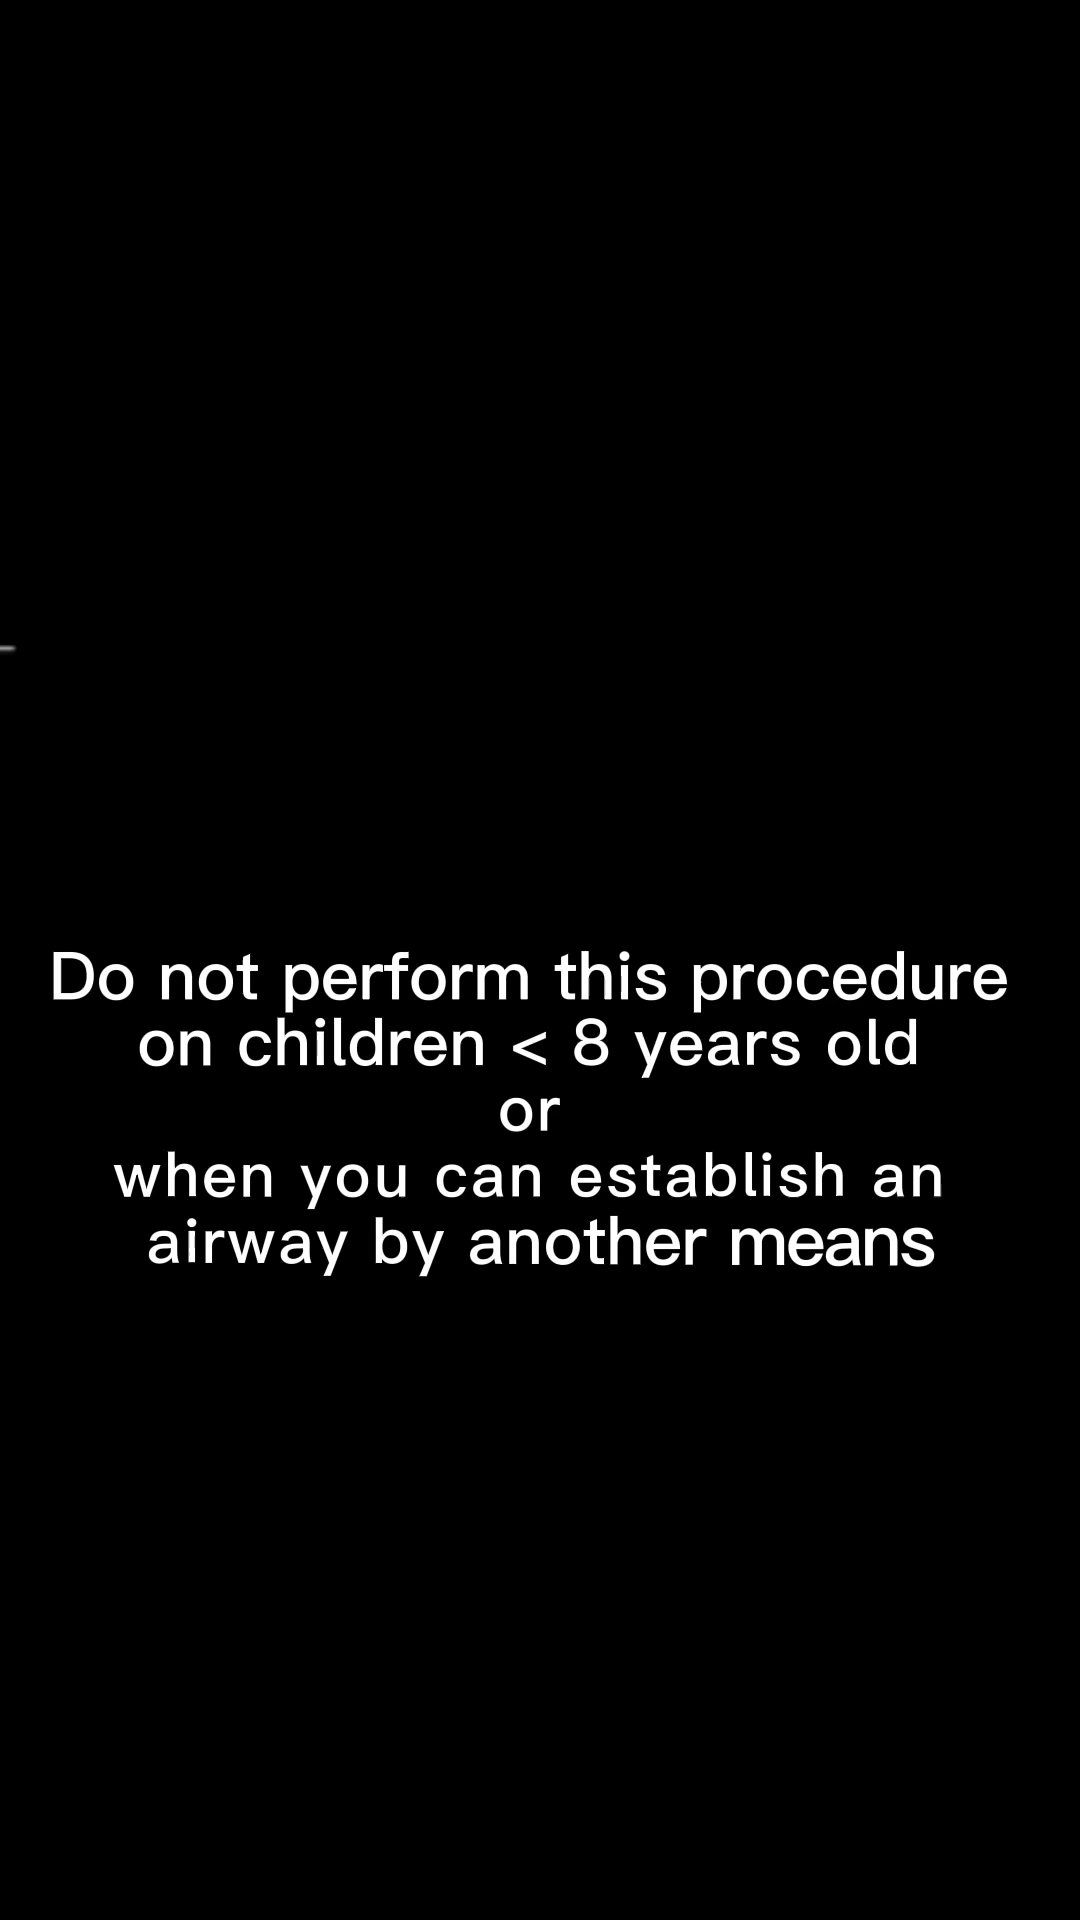 Do not perform this procedure
on children < 8 years old
or
when you can establish an
airway by another means